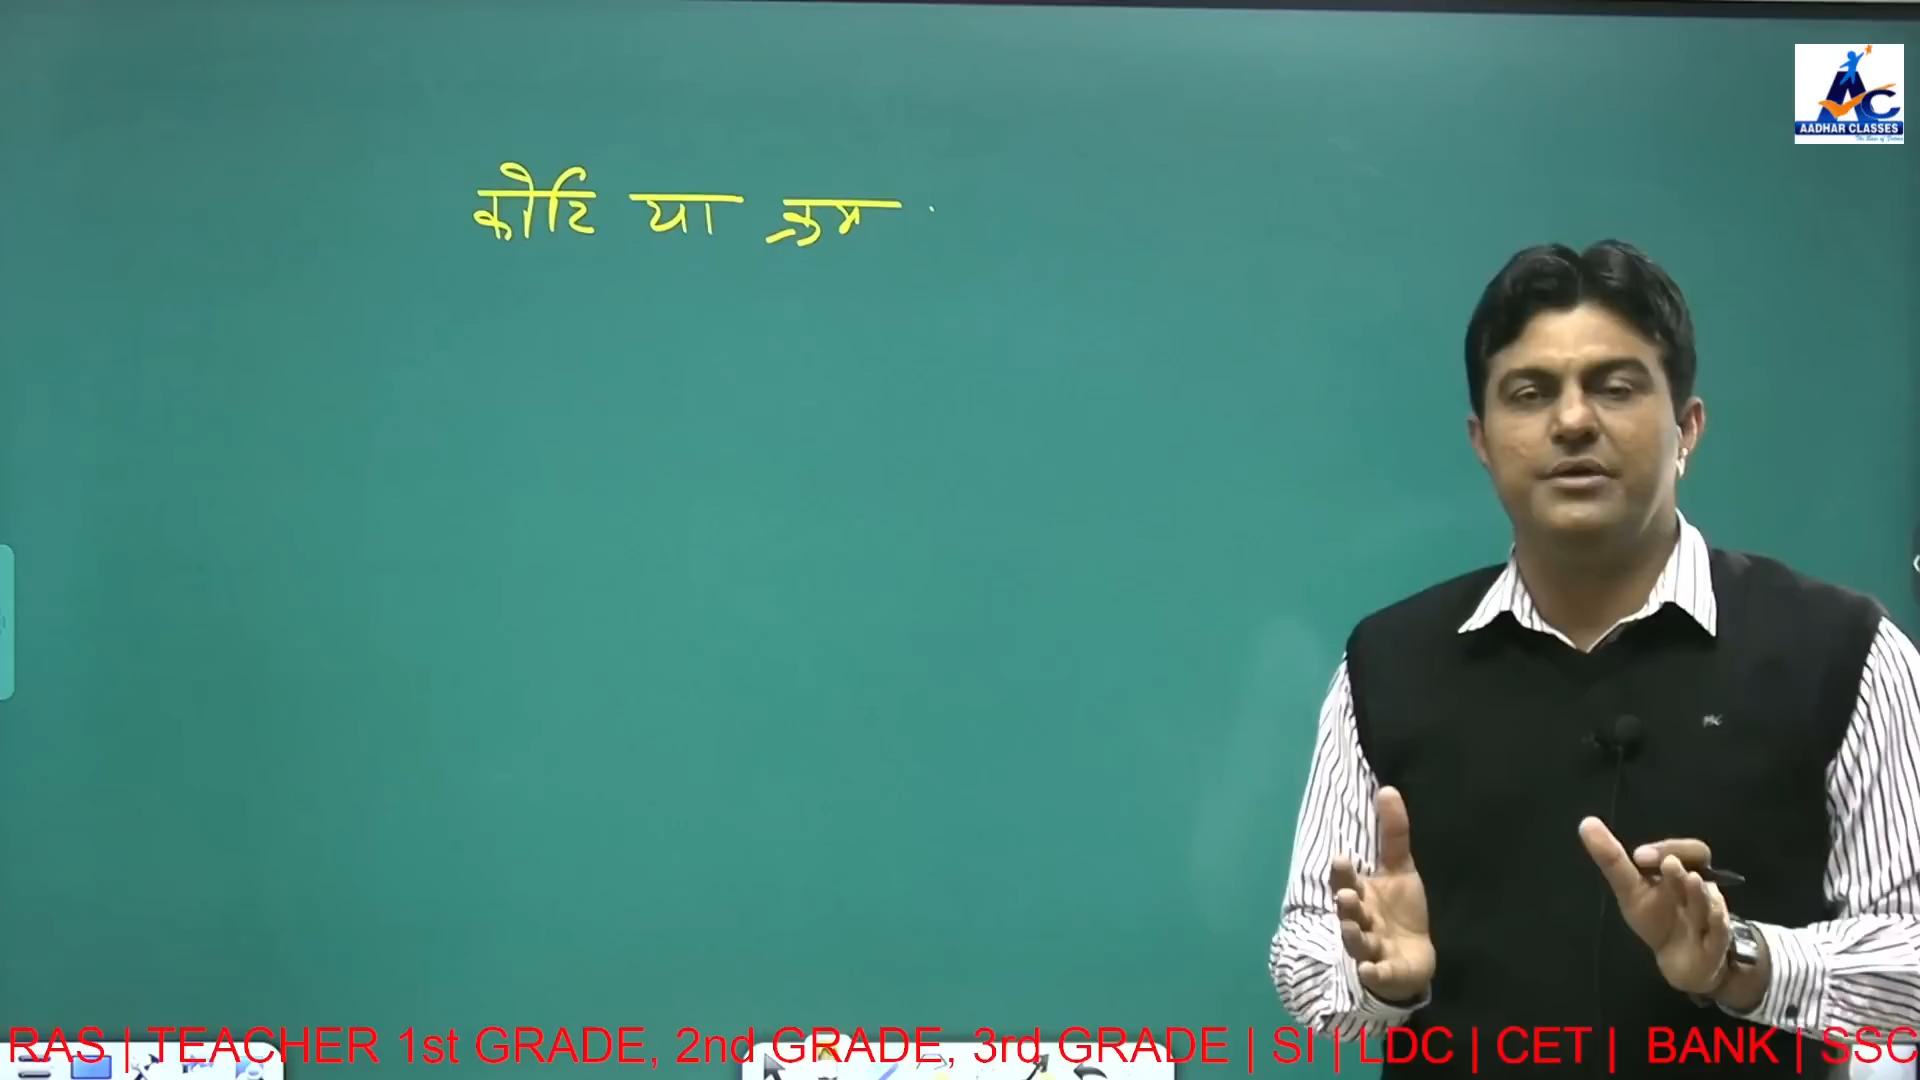 कोटि या क्रम
AADHAR CLASSES
RAS | TEACHER 1st GRADE, 2nd GRADE, 3rd GRADE | SI | LDC | CET | BANK | SSC